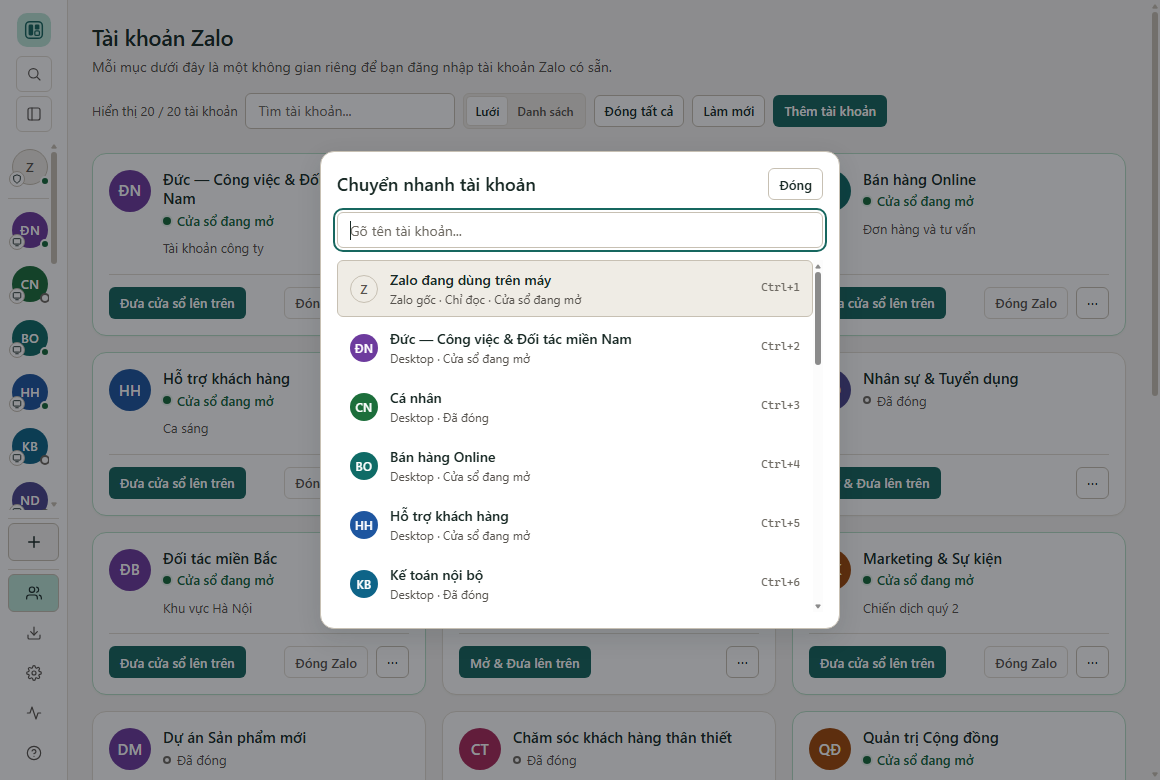 Tài khoản Zalo
Mỗi mục dưới đây là một không gian riêng để bạn đăng nhập tài khoản Zalo có sẵn.
Hiển thị 20 / 20 tài khoản
Tìm tài khoản...
Lưới
Danh sách
Đóng tất cả
Làm mới
Thêm tài khoản
Z
ĐN
CN
BO
HH
KB
ND
ĐN
Đức — Công việc & Đố
Nam
Cửa sổ đang mở
Tài khoản công ty
Đưa cửa sổ lên trên
Đón
Bán hàng Online
Cửa sổ đang mở
Đơn hàng và tư vấn
cửa sổ lên trên
Đóng Zalo
...
Chuyển nhanh tài khoản
Đóng
Gõ tên tài khoản...
Z
Zalo đang dùng trên máy
Zalo gốc · Chỉ đọc · Cửa sổ đang mở
Ctrl+1
ĐN
Đức — Công việc & Đối tác miền Nam
Desktop · Cửa sổ đang mở
Ctrl+2
CN
Cá nhân
Desktop · Đã đóng
Ctrl+3
BO
Bán hàng Online
Desktop · Cửa sổ đang mở
Ctrl+4
HH
Hỗ trợ khách hàng
Desktop · Cửa sổ đang mở
Ctrl+5
KB
Kế toán nội bộ
Desktop · Đã đóng
Ctrl+6
HH
Hỗ trợ khách hàng
Cửa sổ đang mở
Ca sáng
Đưa cửa sổ lên trên
Đón
Nhân sự & Tuyển dụng
Đã đóng
& Đưa lên trên
...
ĐB
Đối tác miền Bắc
Cửa sổ đang mở
Khu vực Hà Nội
Đưa cửa sổ lên trên
Đóng Zalo
...
Mở & Đưa lên trên
...
Marketing & Sự kiện
Cửa sổ đang mở
Chiến dịch quý 2
Đưa cửa sổ lên trên
Đóng Zalo
...
DM
Dự án Sản phẩm mới
Đã đóng
CT
Chăm sóc khách hàng thân thiết
Đã đóng
QĐ
Quản trị Cộng đồng
Cửa sổ đang mở